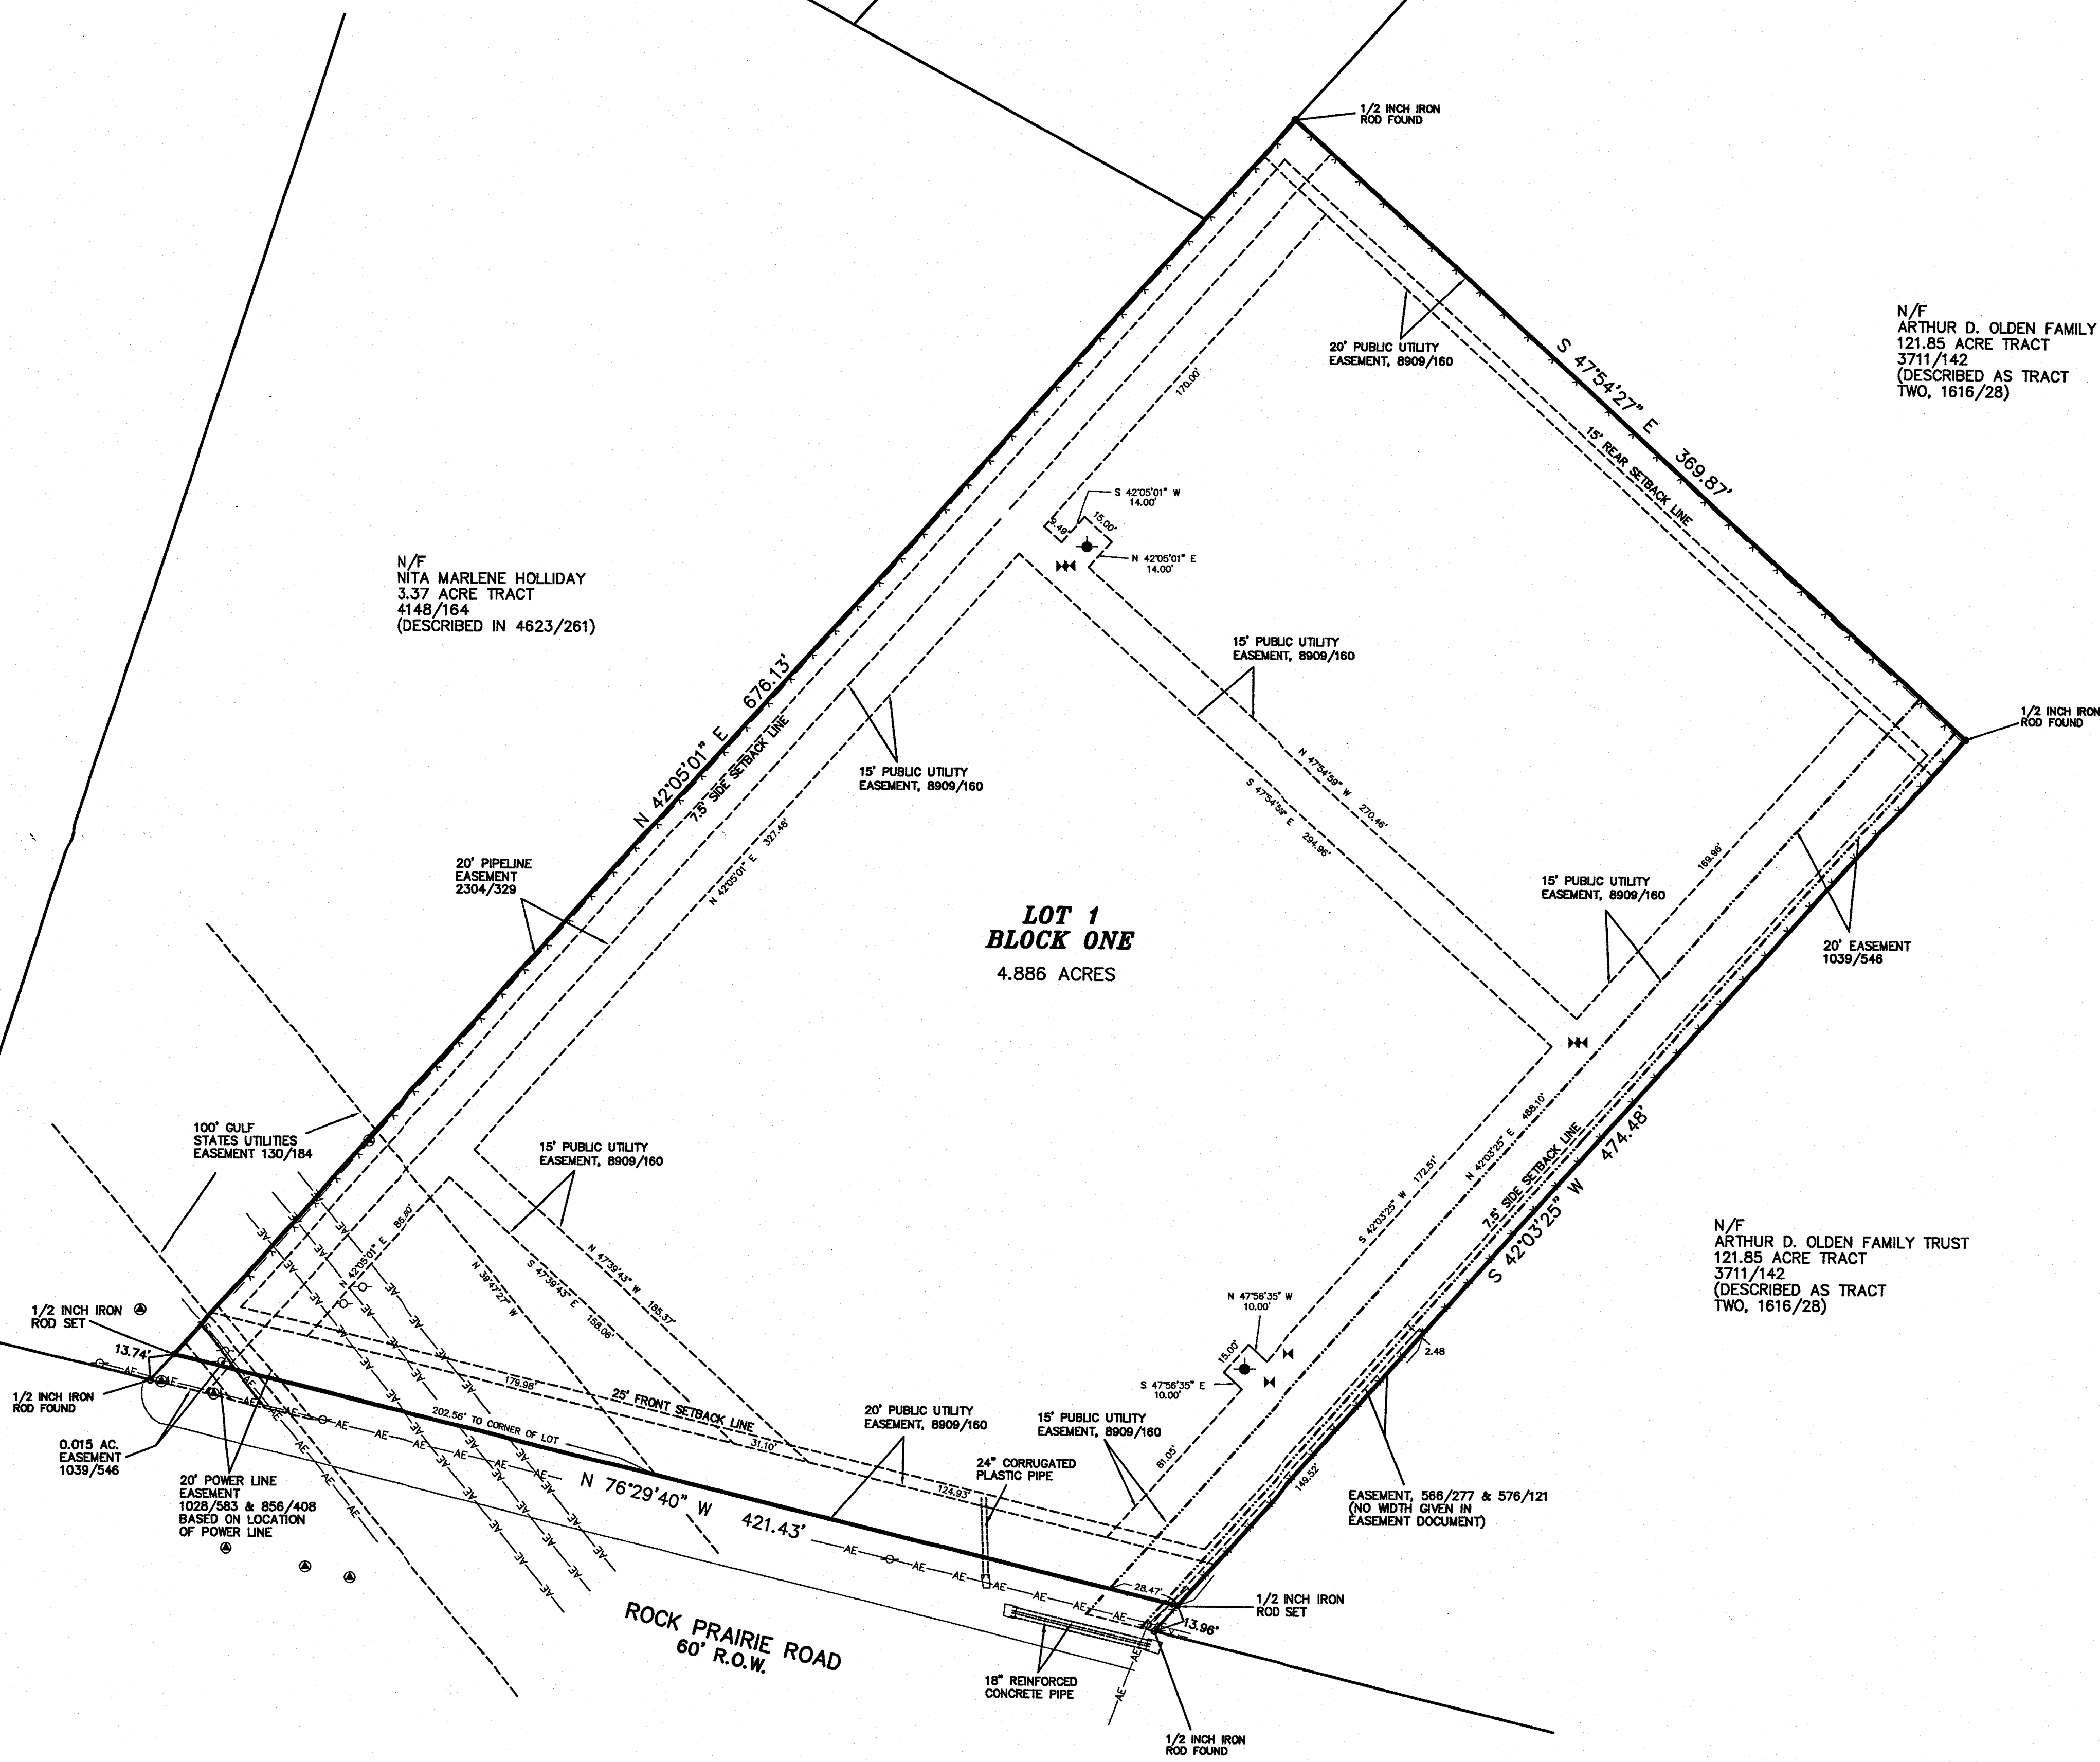 1/2 INCH IRON
ROD FOUND
N/F
ARTHUR D. OLDEN FAMILY
121.85 ACRE TRACT
3711/142
(DESCRIBED AS TRACT
TWO, 1616/28)
20' PUBLIC UTILITY
EASEMENT, 8909/160
S 47°54'27" E 369.87'
15' REAR SETBACK LINE
170.00'
S 42°05'01" W
14.00'
15.00'
9.49'
N 42°05'01" E
14.00'
N/F
NITA MARLENE HOLLIDAY
3.37 ACRE TRACT
4148/164
(DESCRIBED IN 4623/261)
15' PUBLIC UTILITY
EASEMENT, 8909/160
N 42°05'01" E 676.13'
7.5' SIDE SETBACK LINE
1/2 INCH IRON
ROD FOUND
15' PUBLIC UTILITY
EASEMENT, 8909/160
N 47°54'59" W 270.46'
S 47°54'59" E 294.96'
N 42°05'01" E 327.48'
20' PIPELINE
EASEMENT
2304/329
169.96'
15' PUBLIC UTILITY
EASEMENT, 8909/160
LOT 1
BLOCK ONE
4.886 ACRES
20' EASEMENT
1039/546
100' GULF
STATES UTILITIES
EASEMENT 130/184
15' PUBLIC UTILITY
EASEMENT, 8909/160
N 42°03'25" E 488.10'
S 42°03'25" W 172.51'
7.5' SIDE SETBACK LINE
S 42°03'25" W 474.48'
N/F
ARTHUR D. OLDEN FAMILY TRUST
121.85 ACRE TRACT
3711/142
(DESCRIBED AS TRACT
TWO, 1616/28)
N 42°05'01" E 86.80'
N 39°47'27" W
S 47°39'43" E 158.06'
N 47°39'43" W 185.37'
N 47°56'35" W
10.00'
15.00'
S 47°56'35" E
10.00'
2.48
1/2 INCH IRON
ROD SET
13.74'
1/2 INCH IRON
ROD FOUND
179.98'
25' FRONT SETBACK LINE
202.56' TO CORNER OF LOT
31.10'
20' PUBLIC UTILITY
EASEMENT, 8909/160
15' PUBLIC UTILITY
EASEMENT, 8909/160
81.05'
0.015 AC.
EASEMENT
1039/546
20' POWER LINE
EASEMENT
1028/583 & 856/408
BASED ON LOCATION
OF POWER LINE
24" CORRUGATED
PLASTIC PIPE
124.93'
149.52'
EASEMENT, 566/277 & 576/121
(NO WIDTH GIVEN IN
EASEMENT DOCUMENT)
N 76°29'40" W 421.43'
AE AE AE AE AE AE
28.47'
1/2 INCH IRON
ROD SET
13.96'
ROCK PRAIRIE ROAD
60' R.O.W.
18" REINFORCED
CONCRETE PIPE
1/2 INCH IRON
ROD FOUND